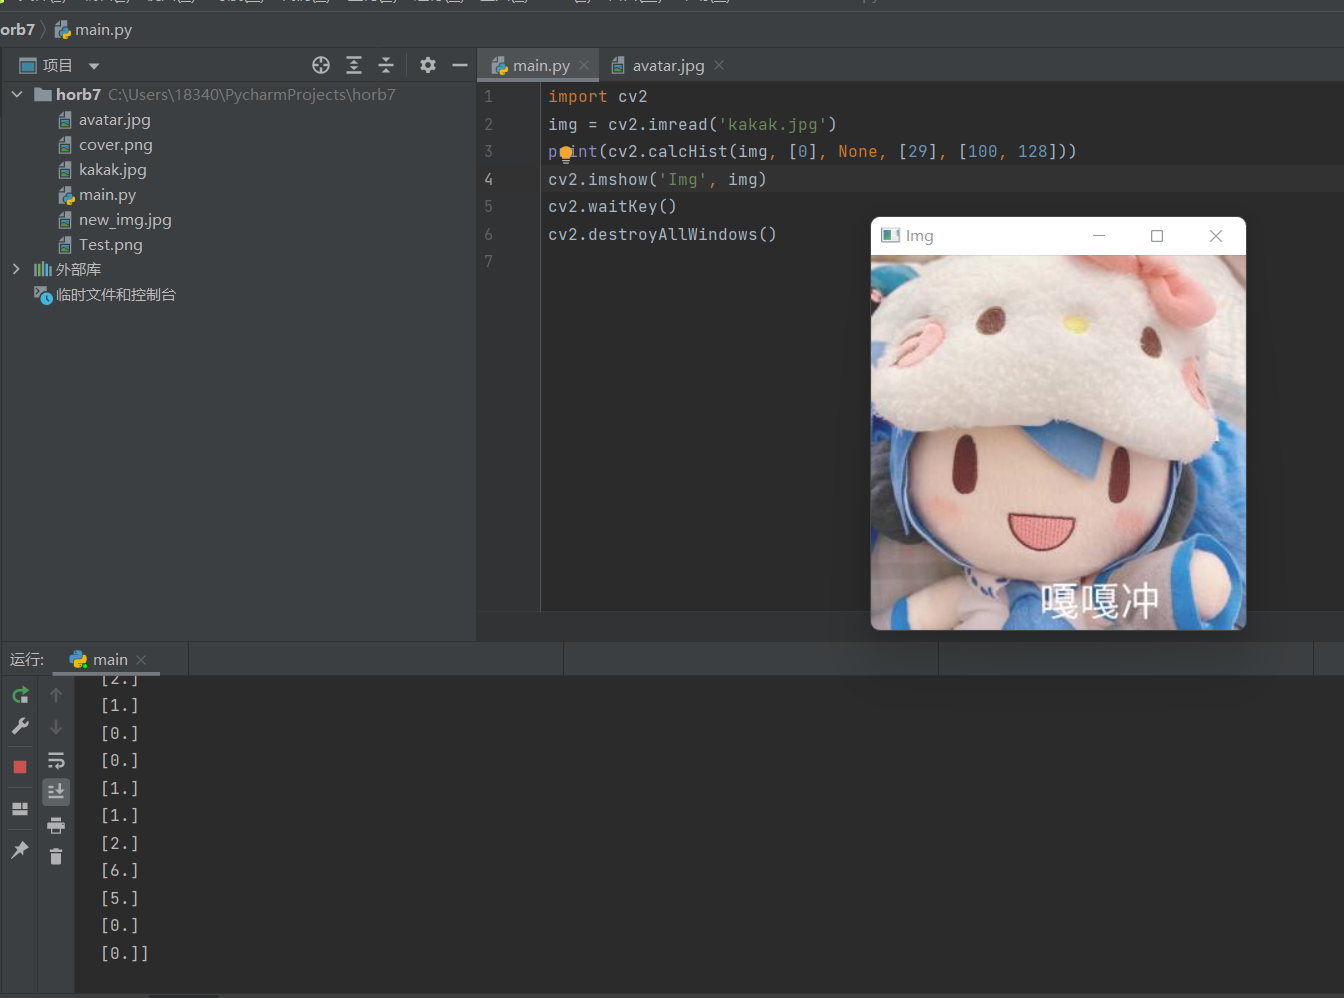 horb7 main.py
项目
main.py avatar.jpg
horb7 C:\Users\18340\PycharmProjects\horb7
avatar.jpg
cover.png
kakak.jpg
main.py
new_img.jpg
Test.png
外部库
临时文件和控制台
1 import cv2
2 img = cv2.imread('kakak.jpg')
3 print(cv2.calcHist(img, [0], None, [29], [100, 128]))
4 cv2.imshow('Img', img)
5 cv2.waitKey()
6 cv2.destroyAllWindows()
7
Img
嘎嘎冲
运行: main
[2.]
[1.]
[0.]
[0.]
[1.]
[1.]
[2.]
[6.]
[5.]
[0.]
[0.]]